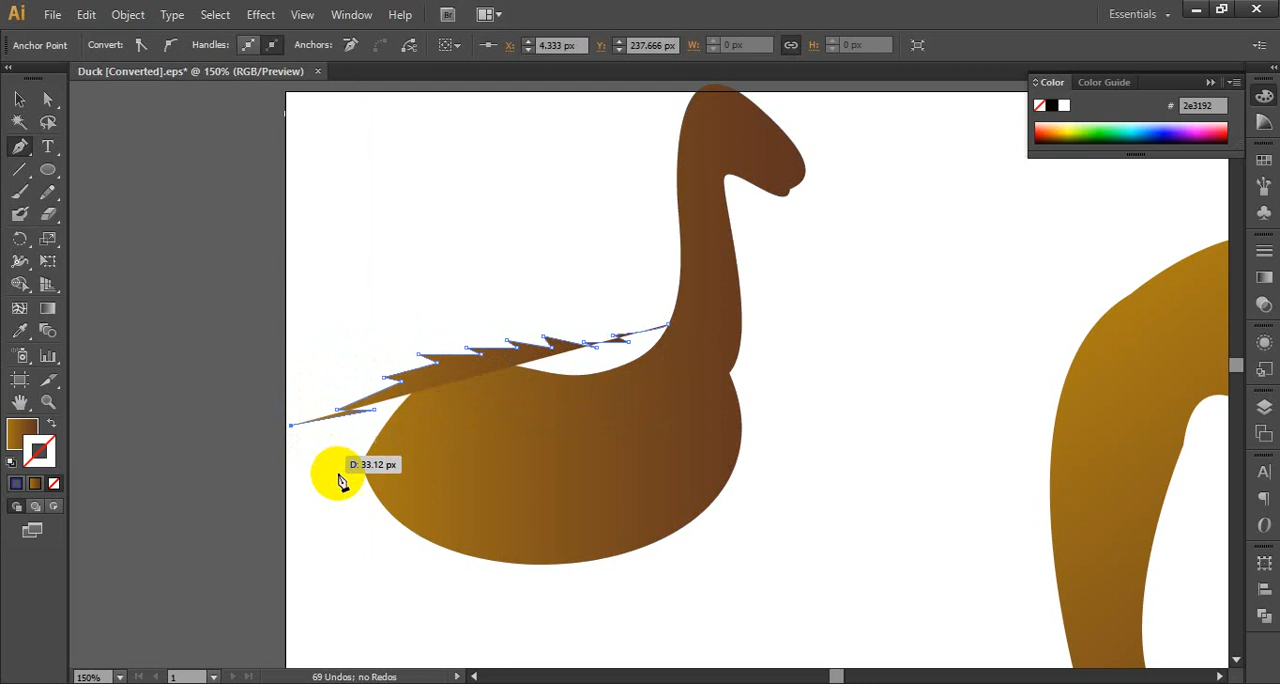 Ai File Edit Object Type Select Effect View Window Help Br Essentials
Anchor Point Convert: Handles: Anchors: X: 4.333 px Y: 237.666 px W: 0 px H: 0 px
Duck [Converted].eps* @ 150% (RGB/Preview) ×
Color Color Guide
# 2e3192
D: 33.12 px
150% 1 69 Undos; no Redos